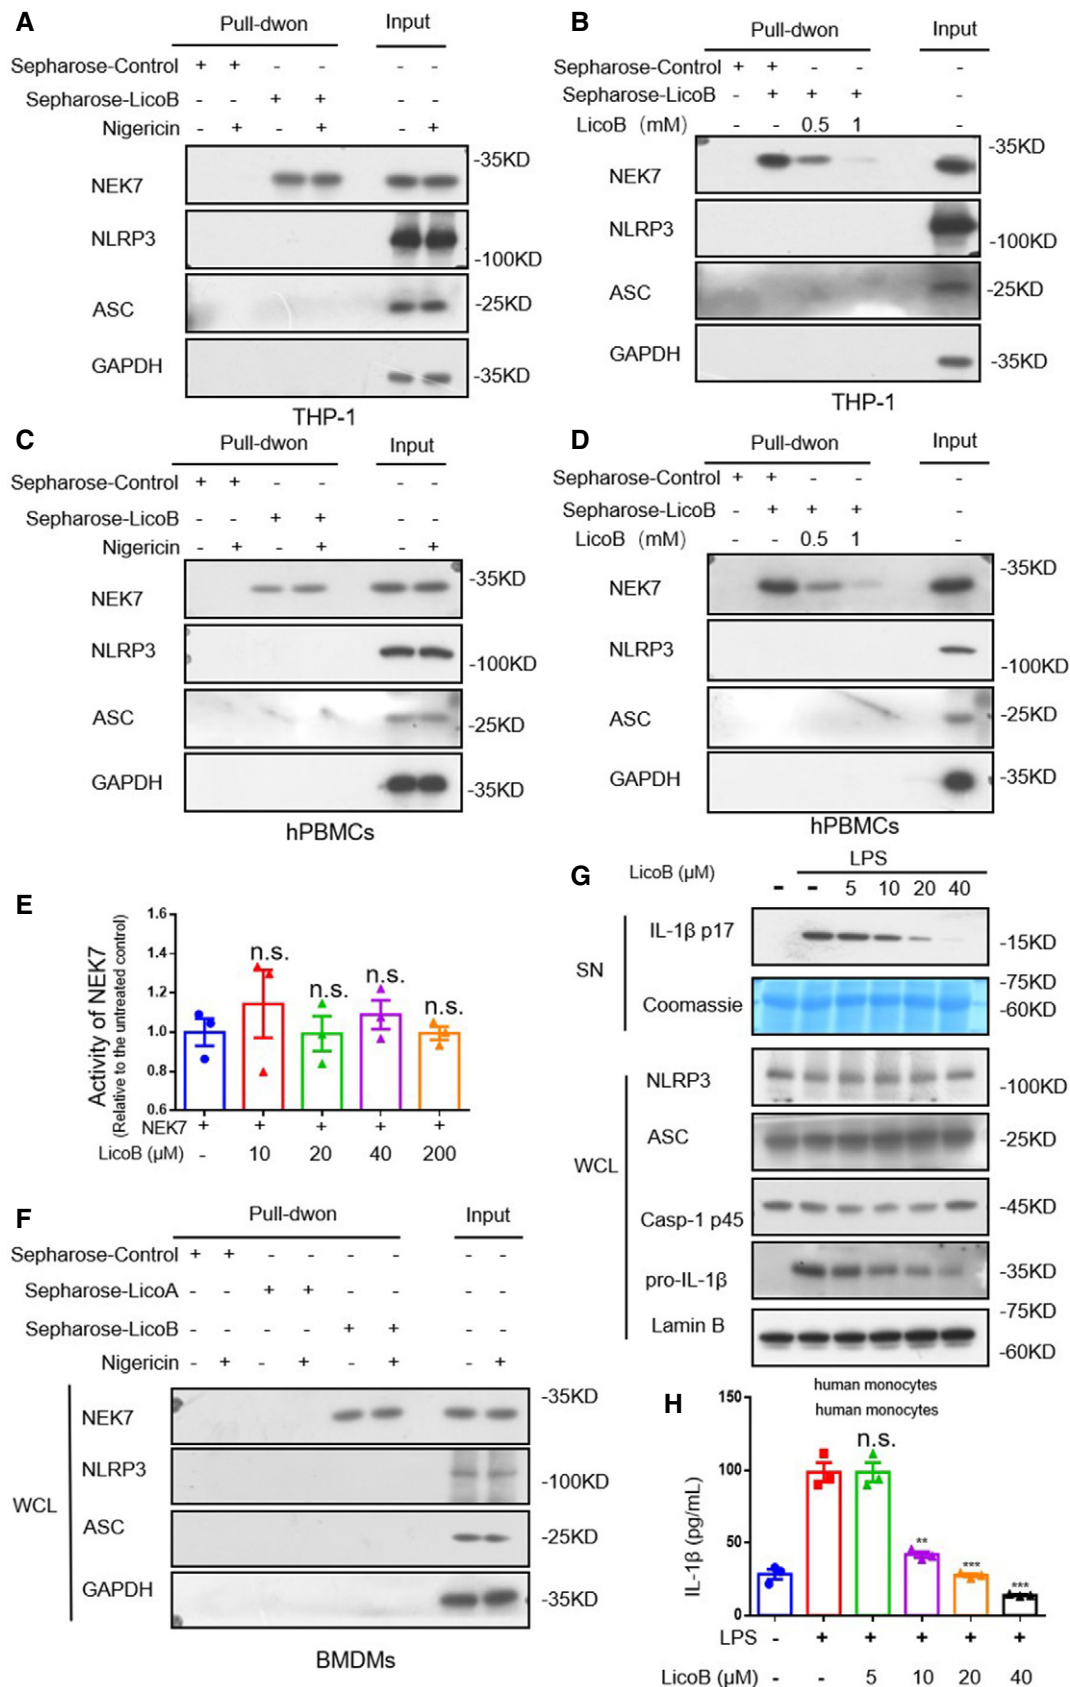 A
Pull-dwon Input
Sepharose-Control + + - - - -
Sepharose-LicoB - - + + - -
Nigericin - + - + - +
NEK7 -35KD
NLRP3 -100KD
ASC -25KD
GAPDH -35KD
THP-1
B
Pull-dwon Input
Sepharose-Control + + - - -
Sepharose-LicoB - + + + -
LicoB (mM) - - 0.5 1 -
NEK7 -35KD
NLRP3 -100KD
ASC -25KD
GAPDH -35KD
THP-1
C
Pull-dwon Input
Sepharose-Control + + - - - -
Sepharose-LicoB - - + + - -
Nigericin - + - + - +
NEK7 -35KD
NLRP3 -100KD
ASC -25KD
GAPDH -35KD
hPBMCs
D
Pull-dwon Input
Sepharose-Control + + - - -
Sepharose-LicoB - + + + -
LicoB (mM) - - 0.5 1 -
NEK7 -35KD
NLRP3 -100KD
ASC -25KD
GAPDH -35KD
hPBMCs
E
Activity of NEK7
(Relative to the untreated control)
1.6
1.4
1.2
1.0
0.8
0.6
n.s. n.s. n.s. n.s.
NEK7 + + + + +
LicoB (μM) - 10 20 40 200
F
Pull-dwon Input
Sepharose-Control + + - - - - - -
Sepharose-LicoA - - + + - - - -
Sepharose-LicoB - - - - + + - -
Nigericin - + - + - + - +
WCL
NEK7 -35KD
NLRP3 -100KD
ASC -25KD
GAPDH -35KD
BMDMs
G
LPS
LicoB (μM) - - 5 10 20 40
SN
IL-1β p17 -15KD
Coomassie -75KD
-60KD
WCL
NLRP3 -100KD
ASC -25KD
Casp-1 p45 -45KD
pro-IL-1β -35KD
Lamin B -75KD
-60KD
human monocytes
H
human monocytes
IL-1β (pg/mL)
150
100
50
0
n.s. ** *** ***
LPS - + + + + +
LicoB (μM) - - 5 10 20 40